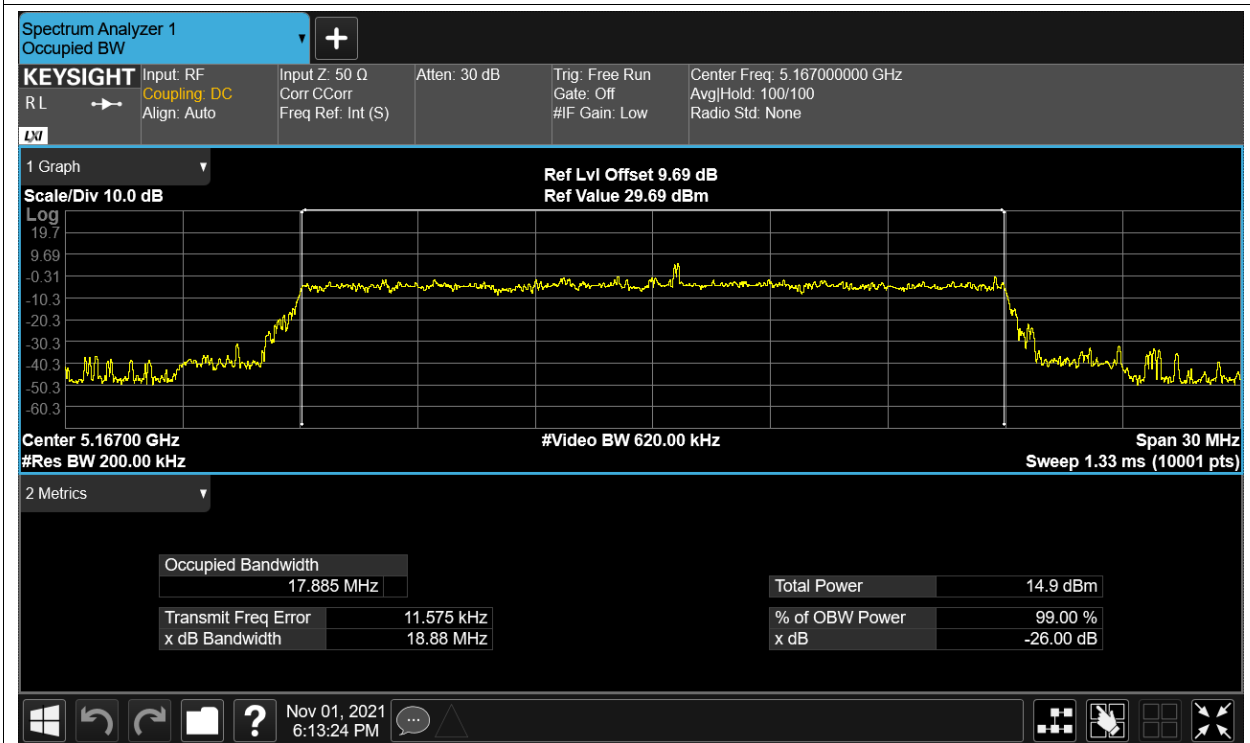 Spectrum Analyzer 1
Occupied BW
KEYSIGHT
R L
LXI
Input: RF
Coupling: DC
Align: Auto
Input Z: 50 Ω
Corr CCorr
Freq Ref: Int (S)
Atten: 30 dB
Trig: Free Run
Gate: Off
#IF Gain: Low
Center Freq: 5.167000000 GHz
Avg|Hold: 100/100
Radio Std: None
1 Graph
Scale/Div 10.0 dB
Ref Lvl Offset 9.69 dB
Ref Value 29.69 dBm
Log
19.7
9.69
-0.31
-10.3
-20.3
-30.3
-40.3
-50.3
-60.3
Center 5.16700 GHz
#Video BW 620.00 kHz
Span 30 MHz
#Res BW 200.00 kHz
Sweep 1.33 ms (10001 pts)
2 Metrics
Occupied Bandwidth
17.885 MHz
Total Power 14.9 dBm
Transmit Freq Error 11.575 kHz
% of OBW Power 99.00 %
x dB Bandwidth 18.88 MHz
x dB -26.00 dB
?
Nov 01, 2021
6:13:24 PM